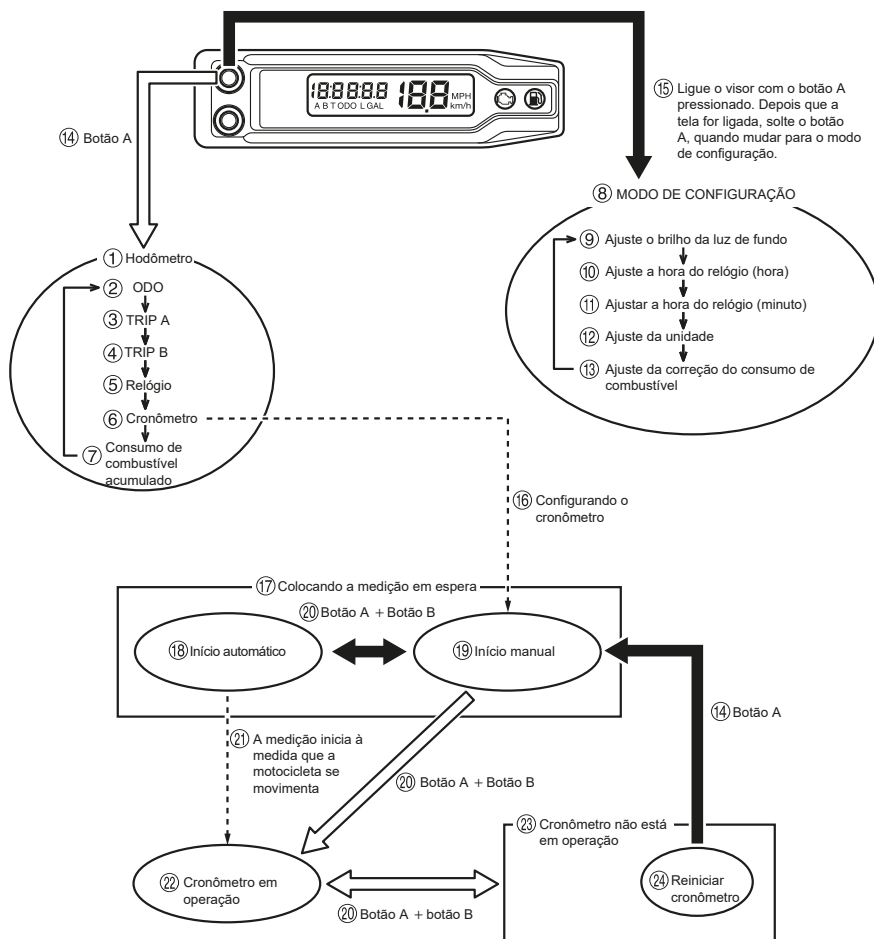 18:8:8.8.8
A B T ODO L GAL
18.8
MPH
km/h
⑭ Botão A
⑮ Ligue o visor com o botão A
pressionado. Depois que a
tela for ligada, solte o botão
A, quando mudar para o modo
de configuração.
⑧ MODO DE CONFIGURAÇÃO
⑨ Ajuste o brilho da luz de fundo
⑩ Ajuste a hora do relógio (hora)
⑪ Ajustar a hora do relógio (minuto)
⑫ Ajuste da unidade
⑬ Ajuste da correção do consumo de
combustível
① Hodômetro
② ODO
③ TRIP A
④ TRIP B
⑤ Relógio
⑥ Cronômetro
⑦ Consumo de
combustível
acumulado
⑯ Configurando o
cronômetro
⑰ Colocando a medição em espera
⑳ Botão A + Botão B
⑱ Início automático
⑲ Início manual
⑭ Botão A
㉑ A medição inicia à
medida que a
motocicleta se
movimenta
⑳ Botão A + Botão B
㉓ Cronômetro não está
em operação
㉒ Cronômetro em
operação
㉔ Reiniciar
cronômetro
⑳ Botão A + botão B